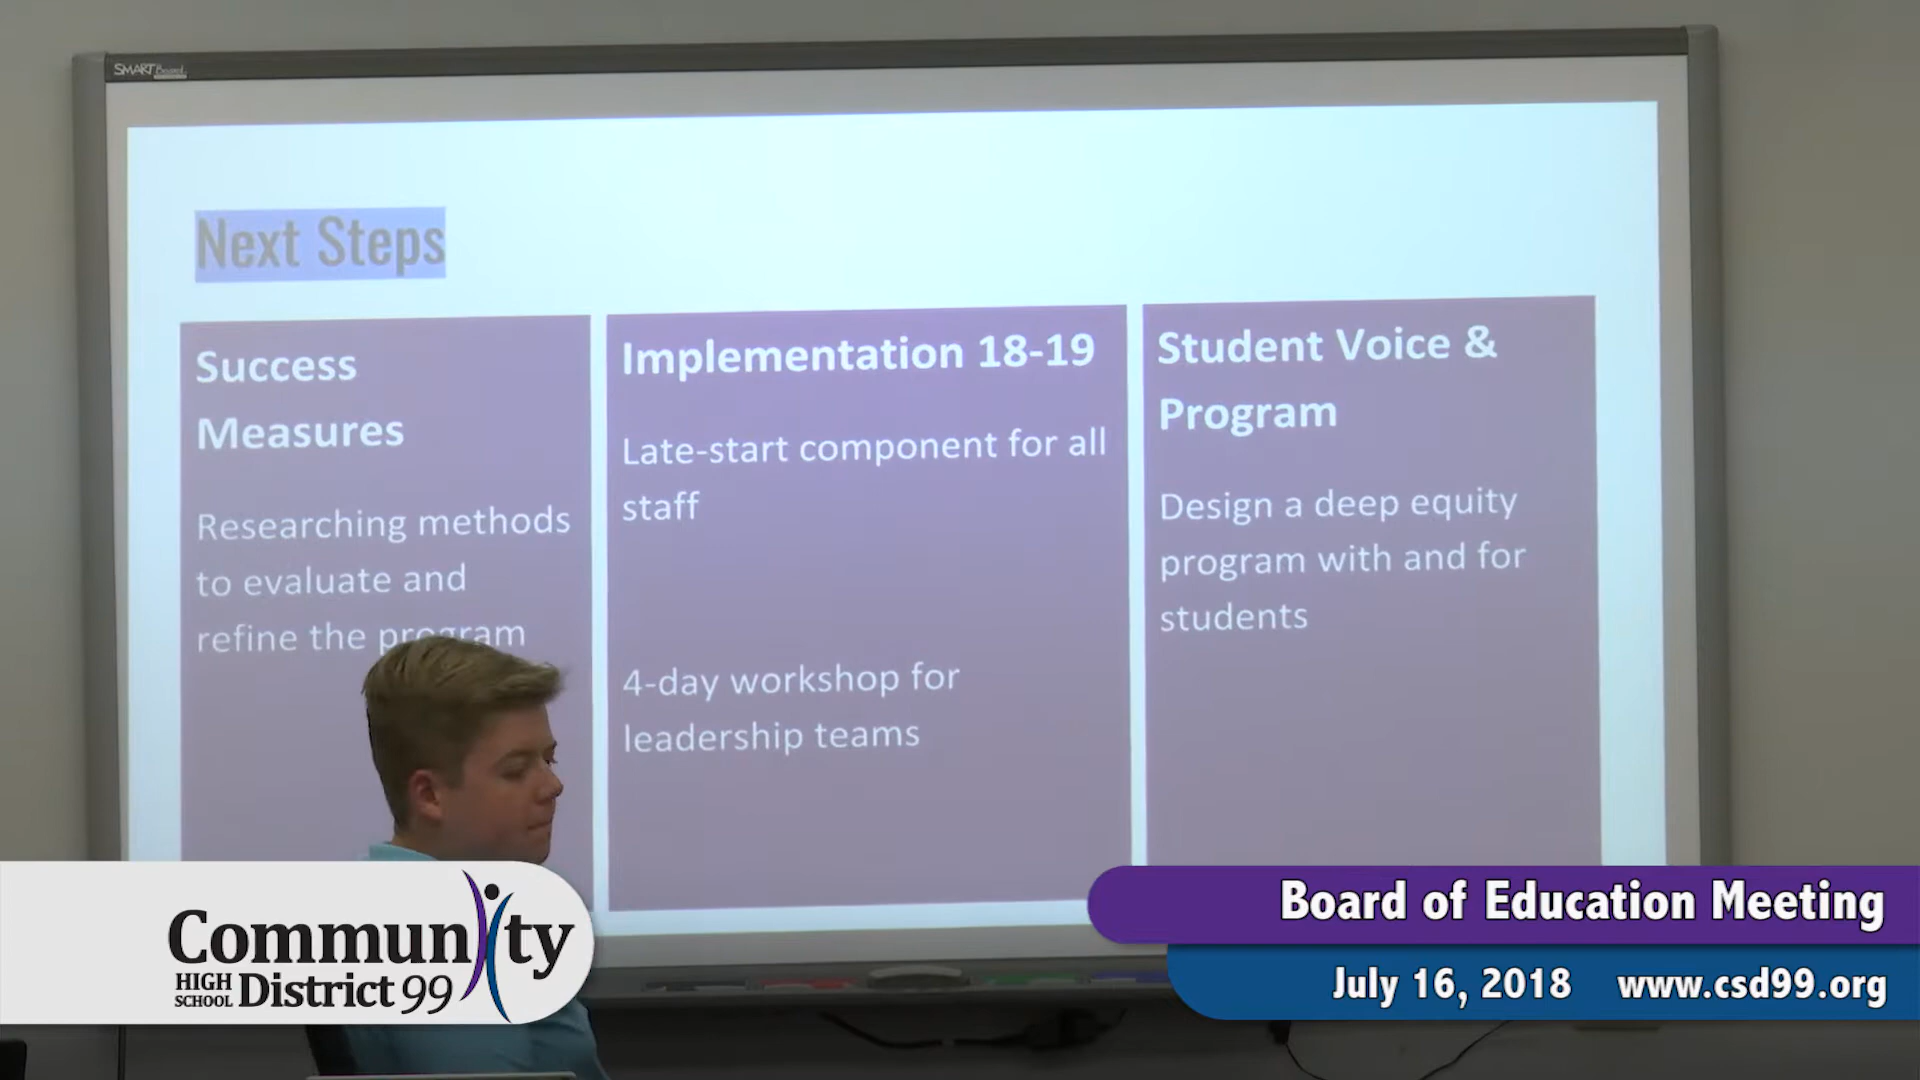 SMART Board
Next Steps
Success
Measures
Researching methods
to evaluate and
refine the program
Implementation 18-19
Late-start component for all
staff
4-day workshop for
leadership teams
Student Voice &
Program
Design a deep equity
program with and for
students
Community
HIGH
SCHOOL District 99
Board of Education Meeting
July 16, 2018 www.csd99.org